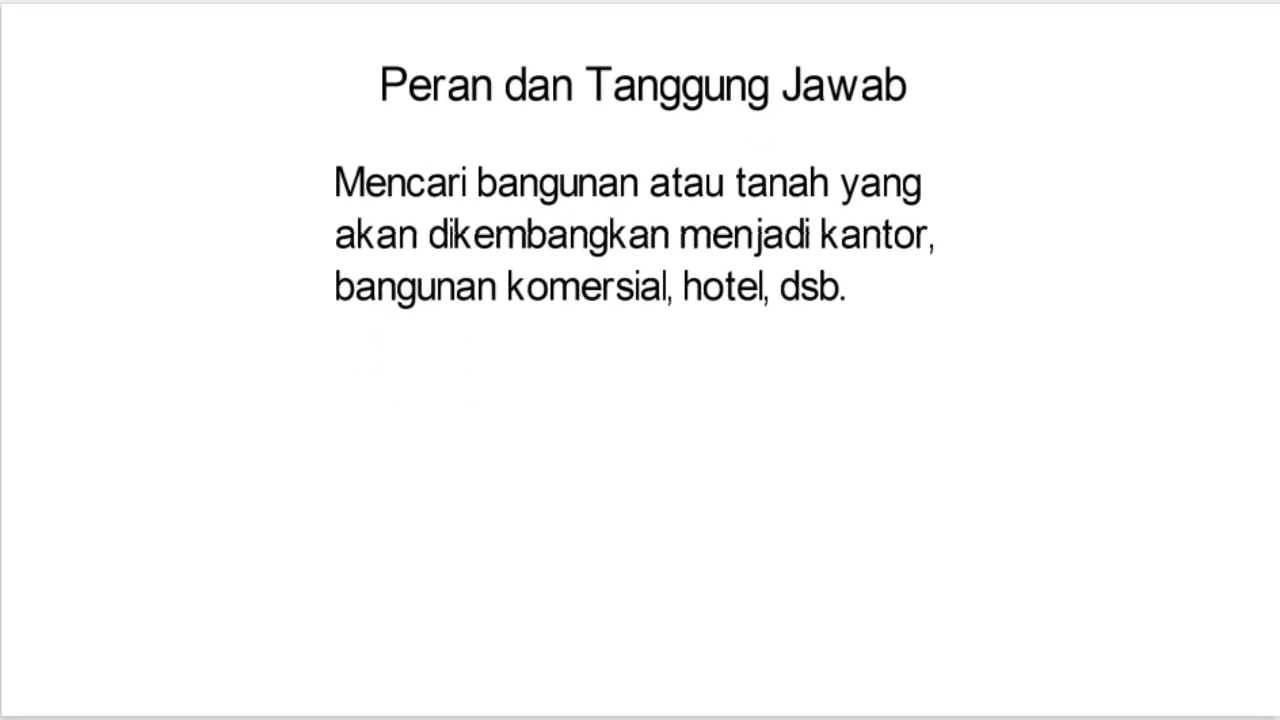 Peran dan Tanggung Jawab
Mencari bangunan atau tanah yang
akan dikembangkan menjadi kantor,
bangunan komersial, hotel, dsb.